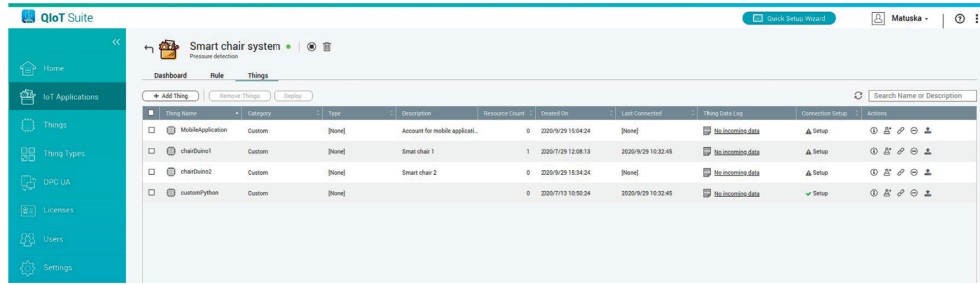 QIoT Suite
Quick Setup Wizard
Matuska
Home
IoT Applications
Things
Thing Types
OPC UA
Licenses
Users
Settings
Smart chair system
Pressure detection
Dashboard Rule Things
+ Add Thing Remove Things Deploy Search Name or Description
Thing Name Category Type Description Resource Count Created On Last Connected Thing Data Log Connection Setup Actions
MobileApplication Custom [None] Account for mobile applicati... 0 2020/9/29 15:04:24 [None] No incoming data Setup
chairDuino1 Custom [None] Smat chair 1 1 2020/7/29 12:08:13 2020/9/29 10:32:45 No incoming data Setup
chairDuino2 Custom [None] Smart chair 2 0 2020/9/29 15:34:24 [None] No incoming data Setup
customPython Custom [None] 0 2020/7/13 10:50:24 2020/9/29 10:32:45 No incoming data Setup